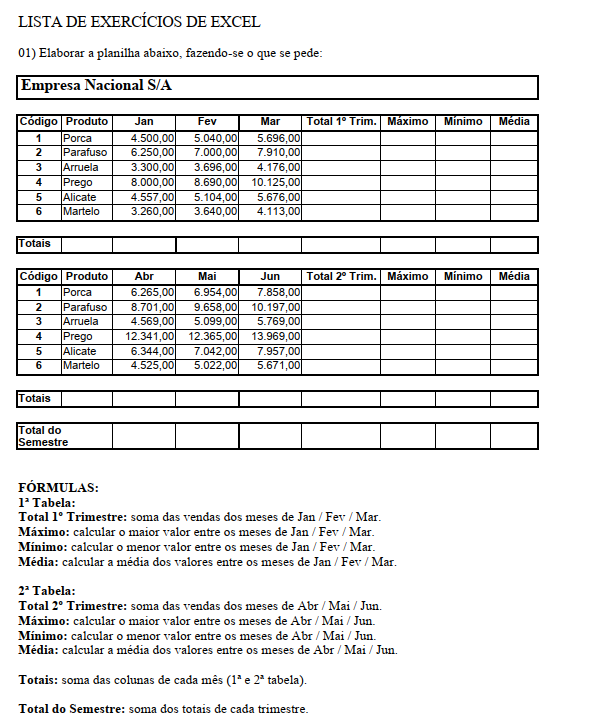 LISTA DE EXERCÍCIOS DE EXCEL
01) Elaborar a planilha abaixo, fazendo-se o que se pede:
Empresa Nacional S/A
Código Produto Jan Fev Mar Total 1º Trim. Máximo Mínimo Média
1 Porca 4.500,00 5.040,00 5.696,00
2 Parafuso 6.250,00 7.000,00 7.910,00
3 Arruela 3.300,00 3.696,00 4.176,00
4 Prego 8.000,00 8.690,00 10.125,00
5 Alicate 4.557,00 5.104,00 5.676,00
6 Martelo 3.260,00 3.640,00 4.113,00
Totais
Código Produto Abr Mai Jun Total 2º Trim. Máximo Mínimo Média
1 Porca 6.265,00 6.954,00 7.858,00
2 Parafuso 8.701,00 9.658,00 10.197,00
3 Arruela 4.569,00 5.099,00 5.769,00
4 Prego 12.341,00 12.365,00 13.969,00
5 Alicate 6.344,00 7.042,00 7.957,00
6 Martelo 4.525,00 5.022,00 5.671,00
Totais
Total do
Semestre
FÓRMULAS:
1ª Tabela:
Total 1º Trimestre: soma das vendas dos meses de Jan / Fev / Mar.
Máximo: calcular o maior valor entre os meses de Jan / Fev / Mar.
Mínimo: calcular o menor valor entre os meses de Jan / Fev / Mar.
Média: calcular a média dos valores entre os meses de Jan / Fev / Mar.
2ª Tabela:
Total 2º Trimestre: soma das vendas dos meses de Abr / Mai / Jun.
Máximo: calcular o maior valor entre os meses de Abr / Mai / Jun.
Mínimo: calcular o menor valor entre os meses de Abr / Mai / Jun.
Média: calcular a média dos valores entre os meses de Abr / Mai / Jun.
Totais: soma das colunas de cada mês (1ª e 2ª tabela).
Total do Semestre: soma dos totais de cada trimestre.